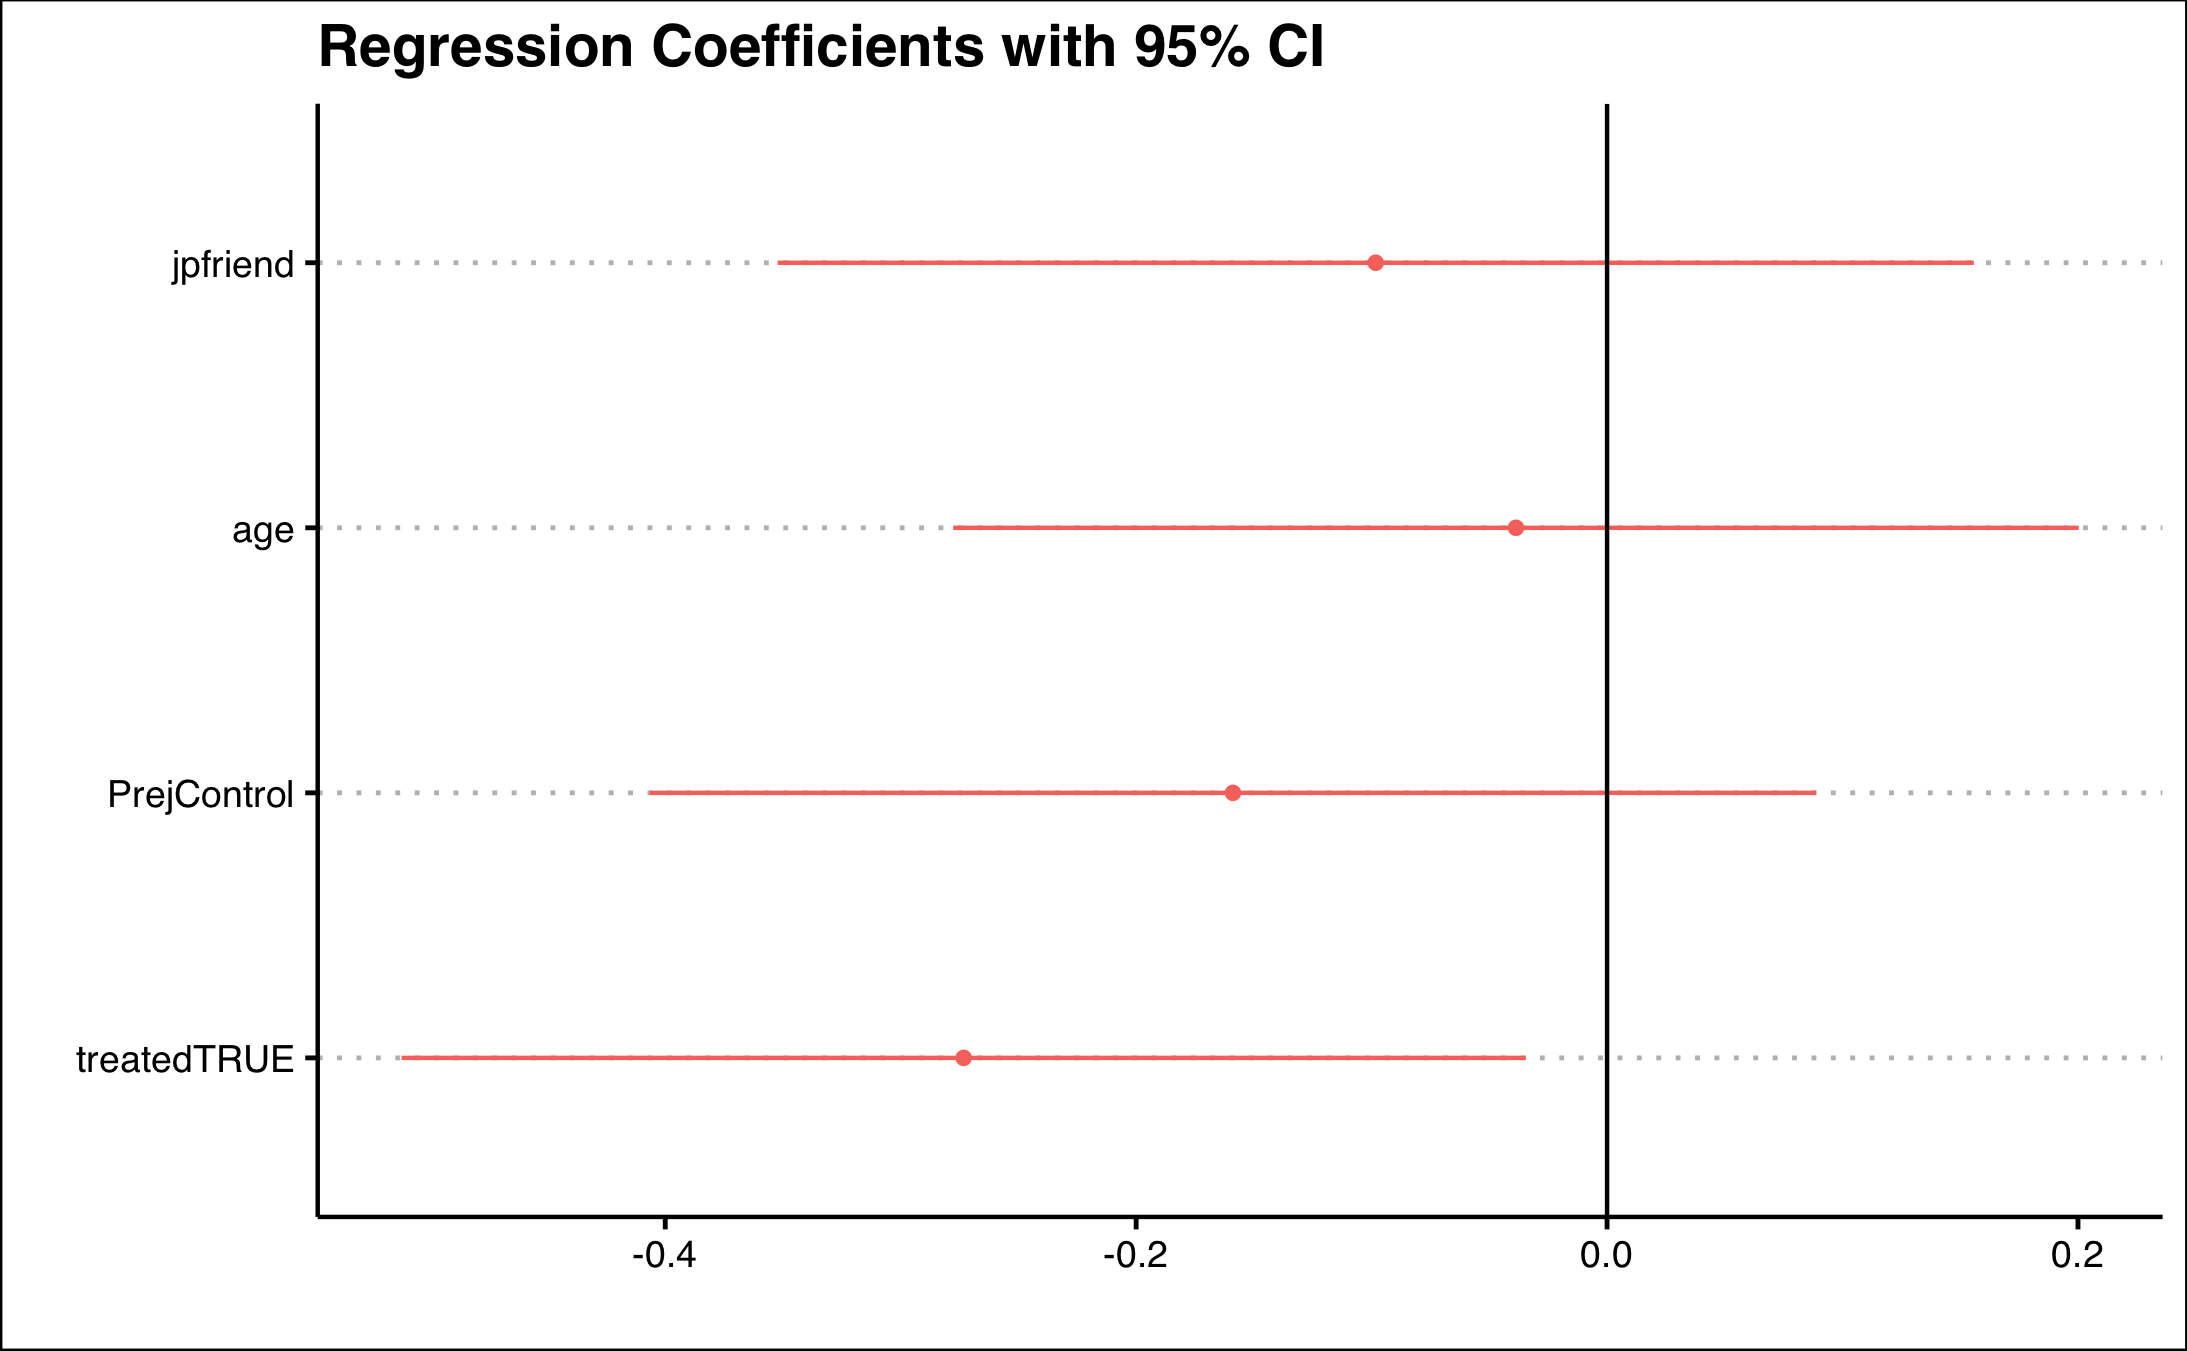 Regression Coefficients with 95% CI
jpfriend
age
PrejControl
treatedTRUE
-0.4 -0.2 0.0 0.2